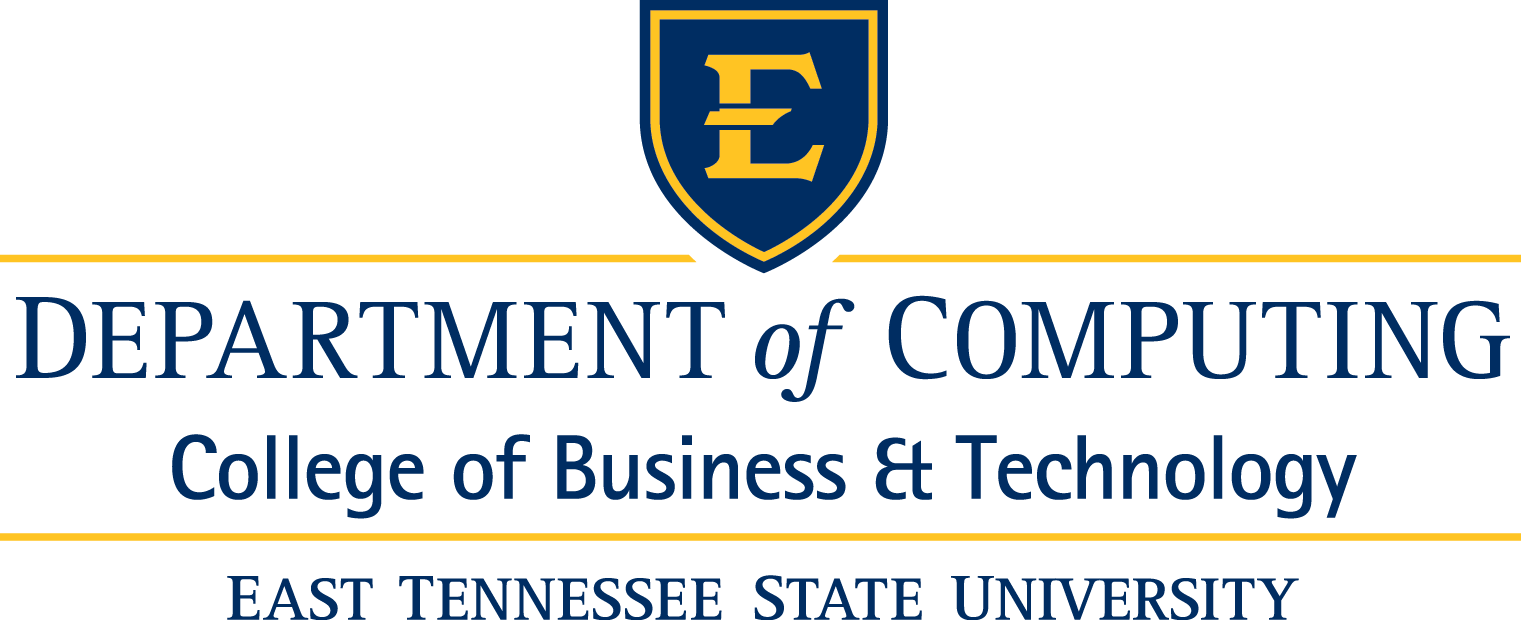 E
DEPARTMENT of COMPUTING
College of Business & Technology
EAST TENNESSEE STATE UNIVERSITY